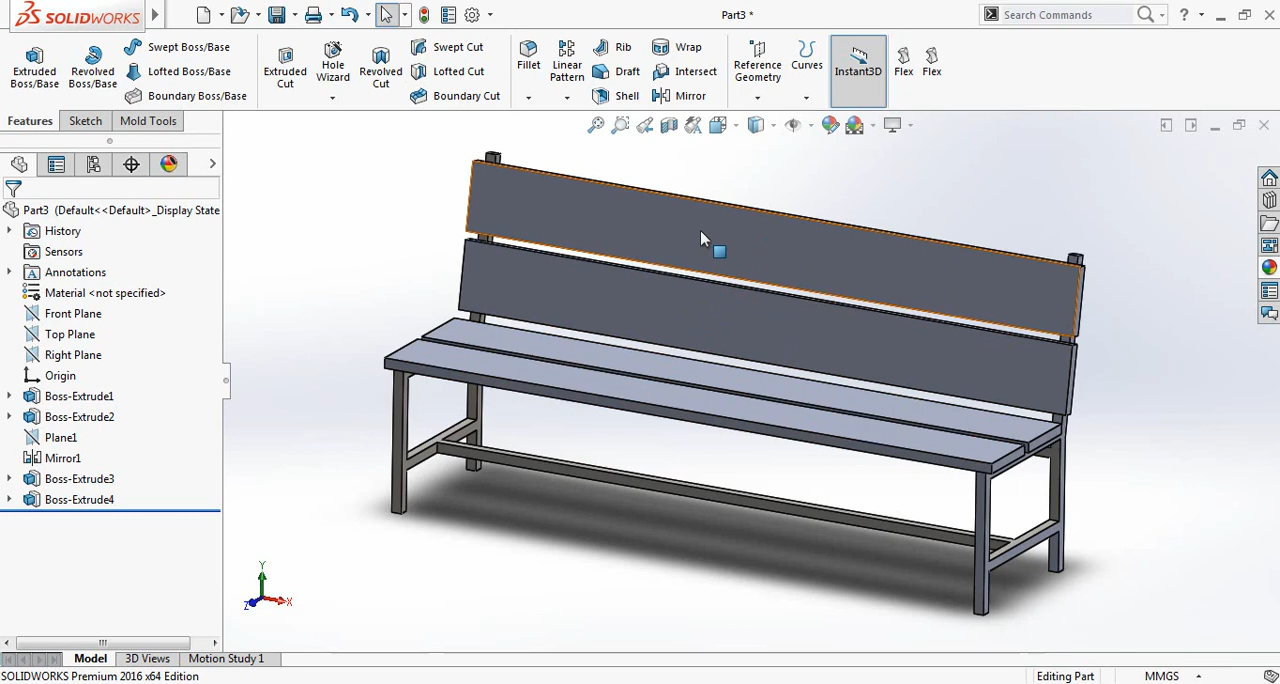 SOLIDWORKS
Part3 *
Search Commands
?
Extruded Boss/Base
Revolved Boss/Base
Swept Boss/Base
Lofted Boss/Base
Boundary Boss/Base
Extruded Cut
Hole Wizard
Revolved Cut
Swept Cut
Lofted Cut
Boundary Cut
Fillet
Linear Pattern
Rib
Draft
Shell
Wrap
Intersect
Mirror
Reference Geometry
Curves
Instant3D
Flex
Flex
Features
Sketch
Mold Tools
Part3 (Default<<Default>_Display State
History
Sensors
Annotations
Material <not specified>
Front Plane
Top Plane
Right Plane
Origin
Boss-Extrude1
Boss-Extrude2
Plane1
Mirror1
Boss-Extrude3
Boss-Extrude4
Y
Z
X
Model
3D Views
Motion Study 1
SOLIDWORKS Premium 2016 x64 Edition
Editing Part
MMGS